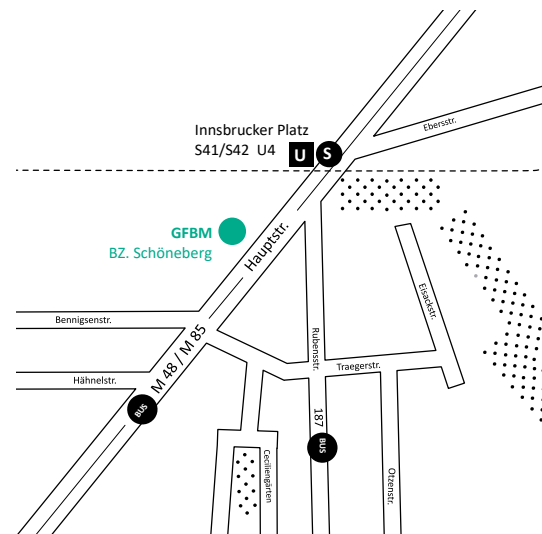 Ebersstr.
Innsbrucker Platz
S41/S42 U4
U
S
GFBM
BZ. Schöneberg
Hauptstr.
Eisackstr.
Bennigsenstr.
M 48 / M 85
Rubensstr.
Traegerstr.
Hähnelstr.
BUS
187
BUS
Ceciliengärten
Otzenstr.